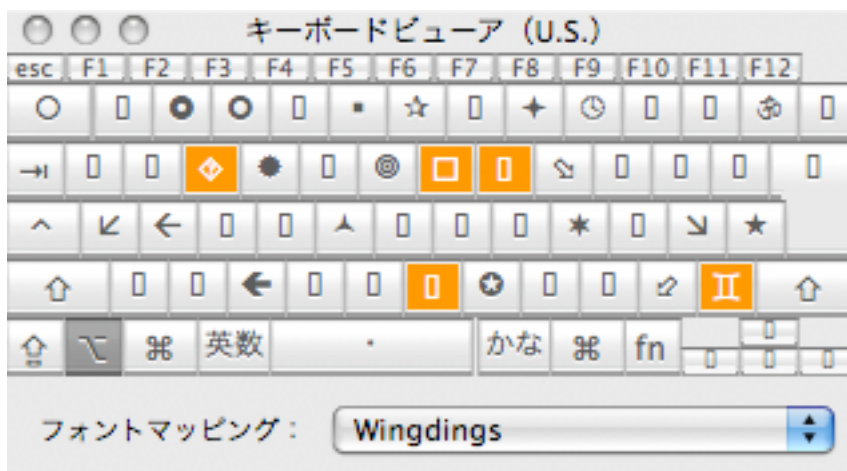 キーボードビューア（U.S.）
esc F1 F2 F3 F4 F5 F6 F7 F8 F9 F10 F11 F12
英数 かな fn
フォントマッピング： Wingdings